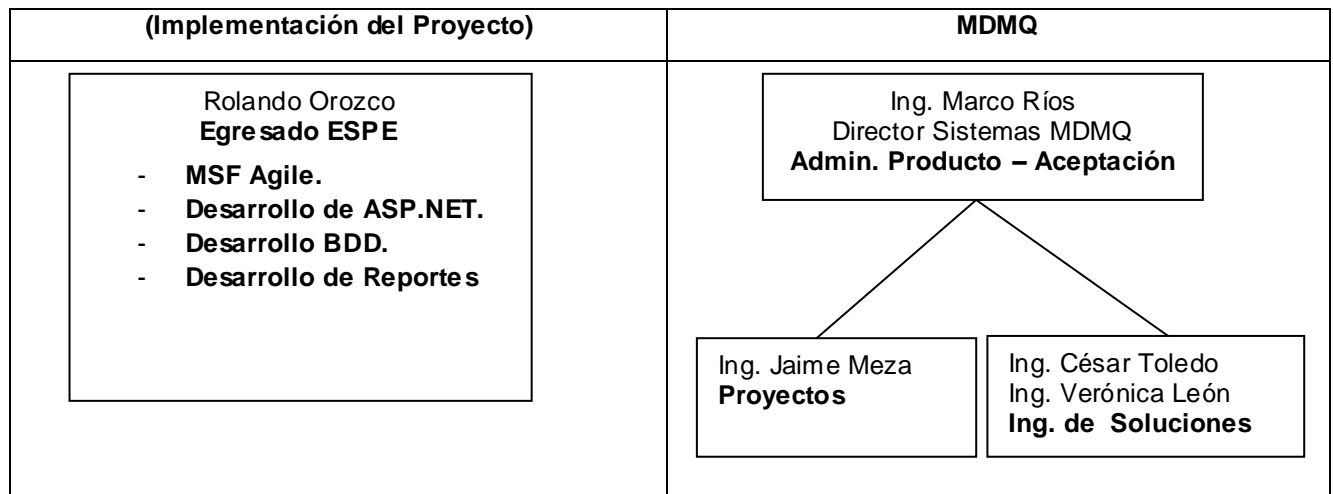 (Implementación del Proyecto)
MDMQ
Rolando Orozco
Egresado ESPE
- MSF Agile.
- Desarrollo de ASP.NET.
- Desarrollo BDD.
- Desarrollo de Reportes
Ing. Marco Ríos
Director Sistemas MDMQ
Admin. Producto – Aceptación
Ing. Jaime Meza
Proyectos
Ing. César Toledo
Ing. Verónica León
Ing. de Soluciones